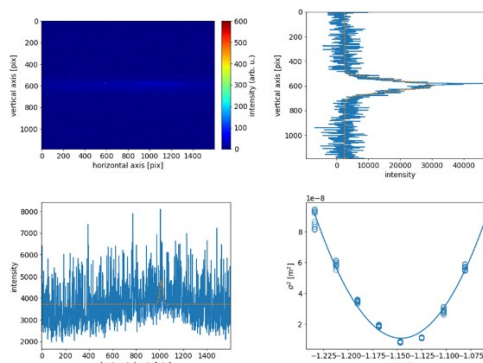 0
200
400
600
800
1000
vertical axis [pix]
0 200 400 600 800 1000 1200 1400
horizontal axis [pix]
600
500
400
300
200
100
0
intensity (arb. u.)
0
200
400
600
800
1000
vertical axis [pix]
0 10000 20000 30000 40000
intensity
8000
7000
6000
5000
4000
3000
2000
intensity
0 200 400 600 800 1000 1200 1400
1e−8
8
6
4
2
σ² [m²]
−1.225 −1.200 −1.175 −1.150 −1.125 −1.100 −1.075